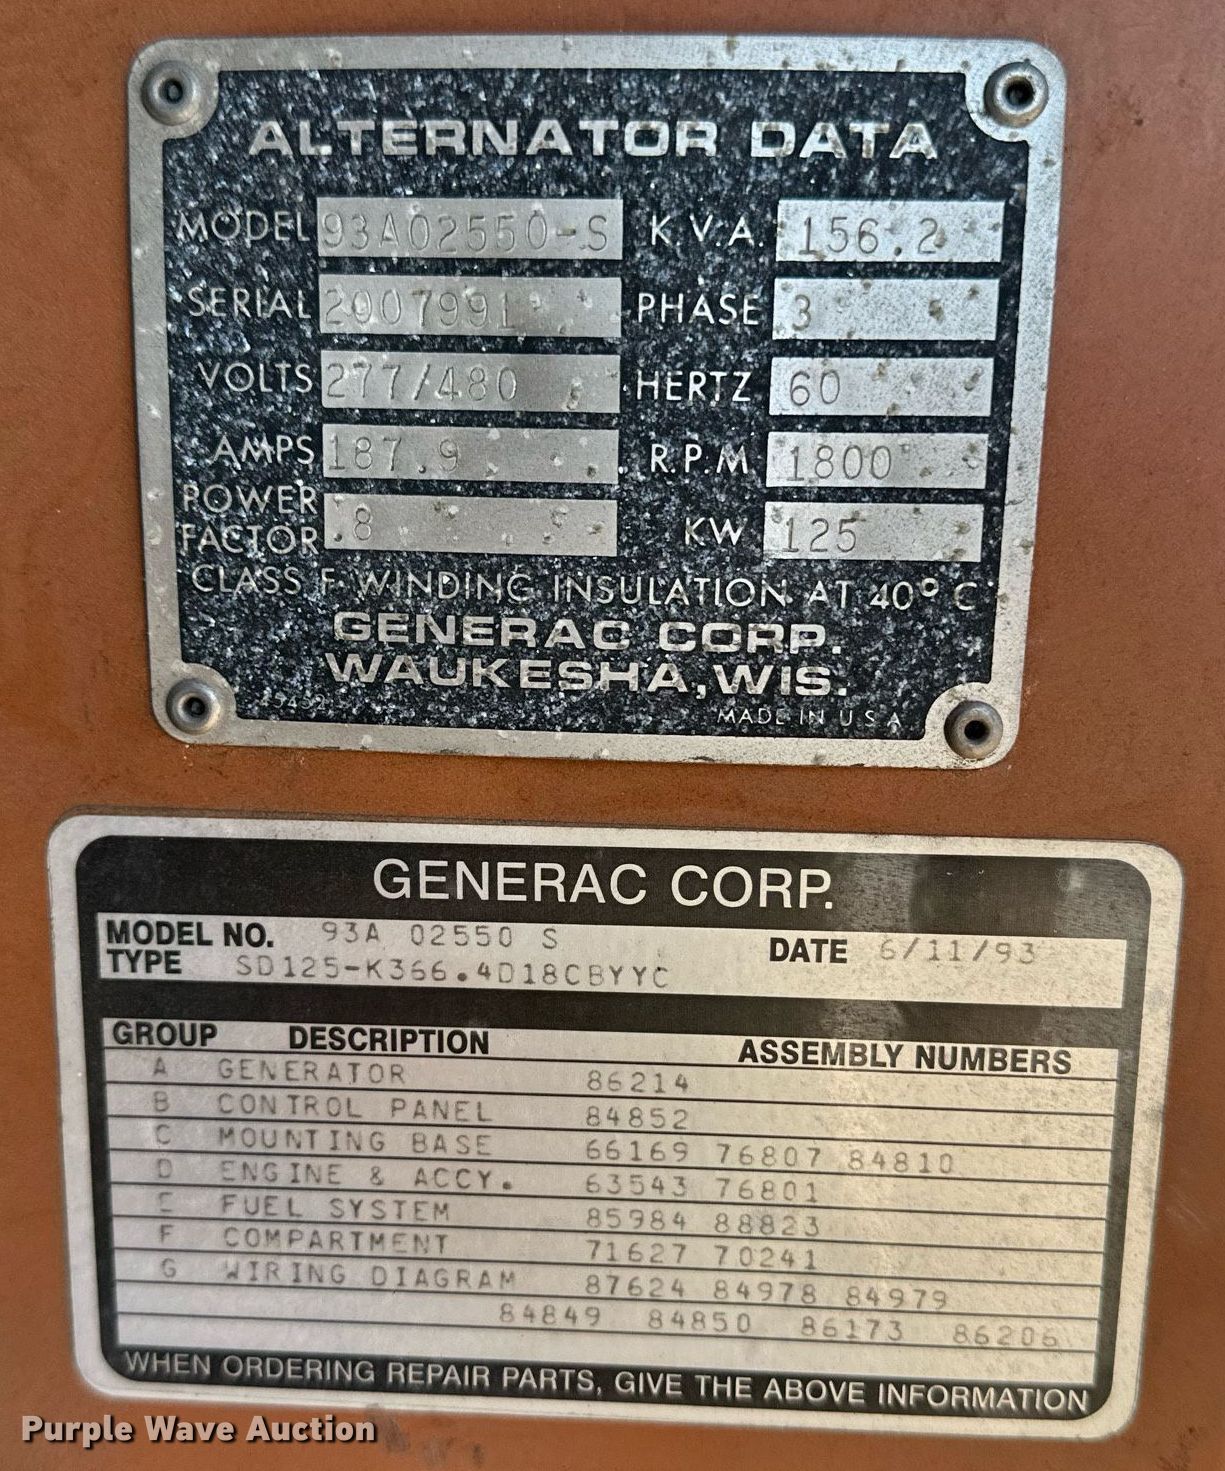 ALTERNATOR DATA
MODEL 93A02550-S K.V.A. 156.2
SERIAL 2007991 PHASE 3
VOLTS 277/480 HERTZ 60
AMPS 187.9 R.P.M. 1800
POWER FACTOR .8 KW 125
CLASS F WINDING INSULATION AT 40° C
GENERAC CORP.
WAUKESHA, WIS.
MADE IN U S A
GENERAC CORP.
MODEL NO. 93A 02550 S DATE 6/11/93
TYPE SD125-K366.4D18CBYYC
GROUP DESCRIPTION ASSEMBLY NUMBERS
A GENERATOR 86214
B CONTROL PANEL 84852
C MOUNTING BASE 66169 76807 84810
D ENGINE & ACCY. 63543 76801
E FUEL SYSTEM 85984 88823
F COMPARTMENT 71627 70241
G WIRING DIAGRAM 87624 84978 84979
84849 84850 86173 86206
WHEN ORDERING REPAIR PARTS, GIVE THE ABOVE INFORMATION
Purple Wave Auction